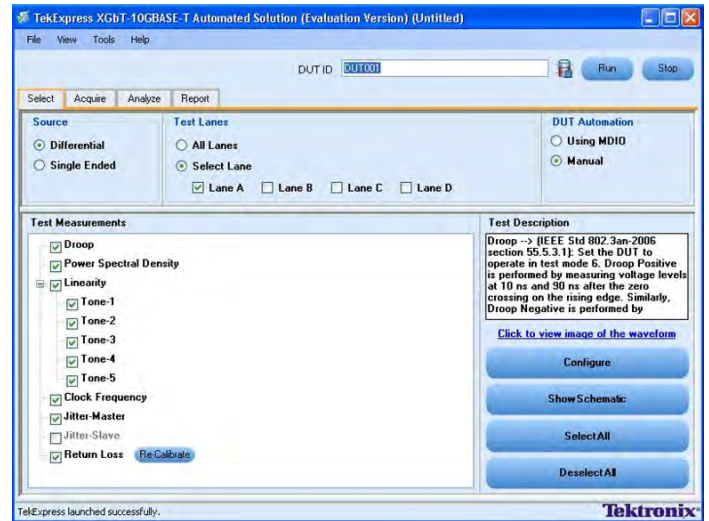 TekExpress XGbT-10GBASE-T Automated Solution (Evaluation Version) (Untitled)
File View Tools Help
DUT ID DUT001 Run Stop
Select Acquire Analyze Report
Source Test Lanes DUT Automation
Differential All Lanes Using MDIO
Single Ended Select Lane Manual
Lane A Lane B Lane C Lane D
Test Measurements Test Description
Droop
Power Spectral Density
Linearity
Tone-1
Tone-2
Tone-3
Tone-4
Tone-5
Clock Frequency
Jitter-Master
Jitter-Slave
Return Loss Re-Calibrate
Droop --> (IEEE Std 802.3an-2006
section 55.5.3.1): Set the DUT to
operate in test mode 6. Droop Positive
is performed by measuring voltage levels
at 10 ns and 90 ns after the zero
crossing on the rising edge. Similarly,
Droop Negative is performed by
Click to view image of the waveform
Configure
Show Schematic
Select All
Deselect All
TekExpress launched successfully.
Tektronix